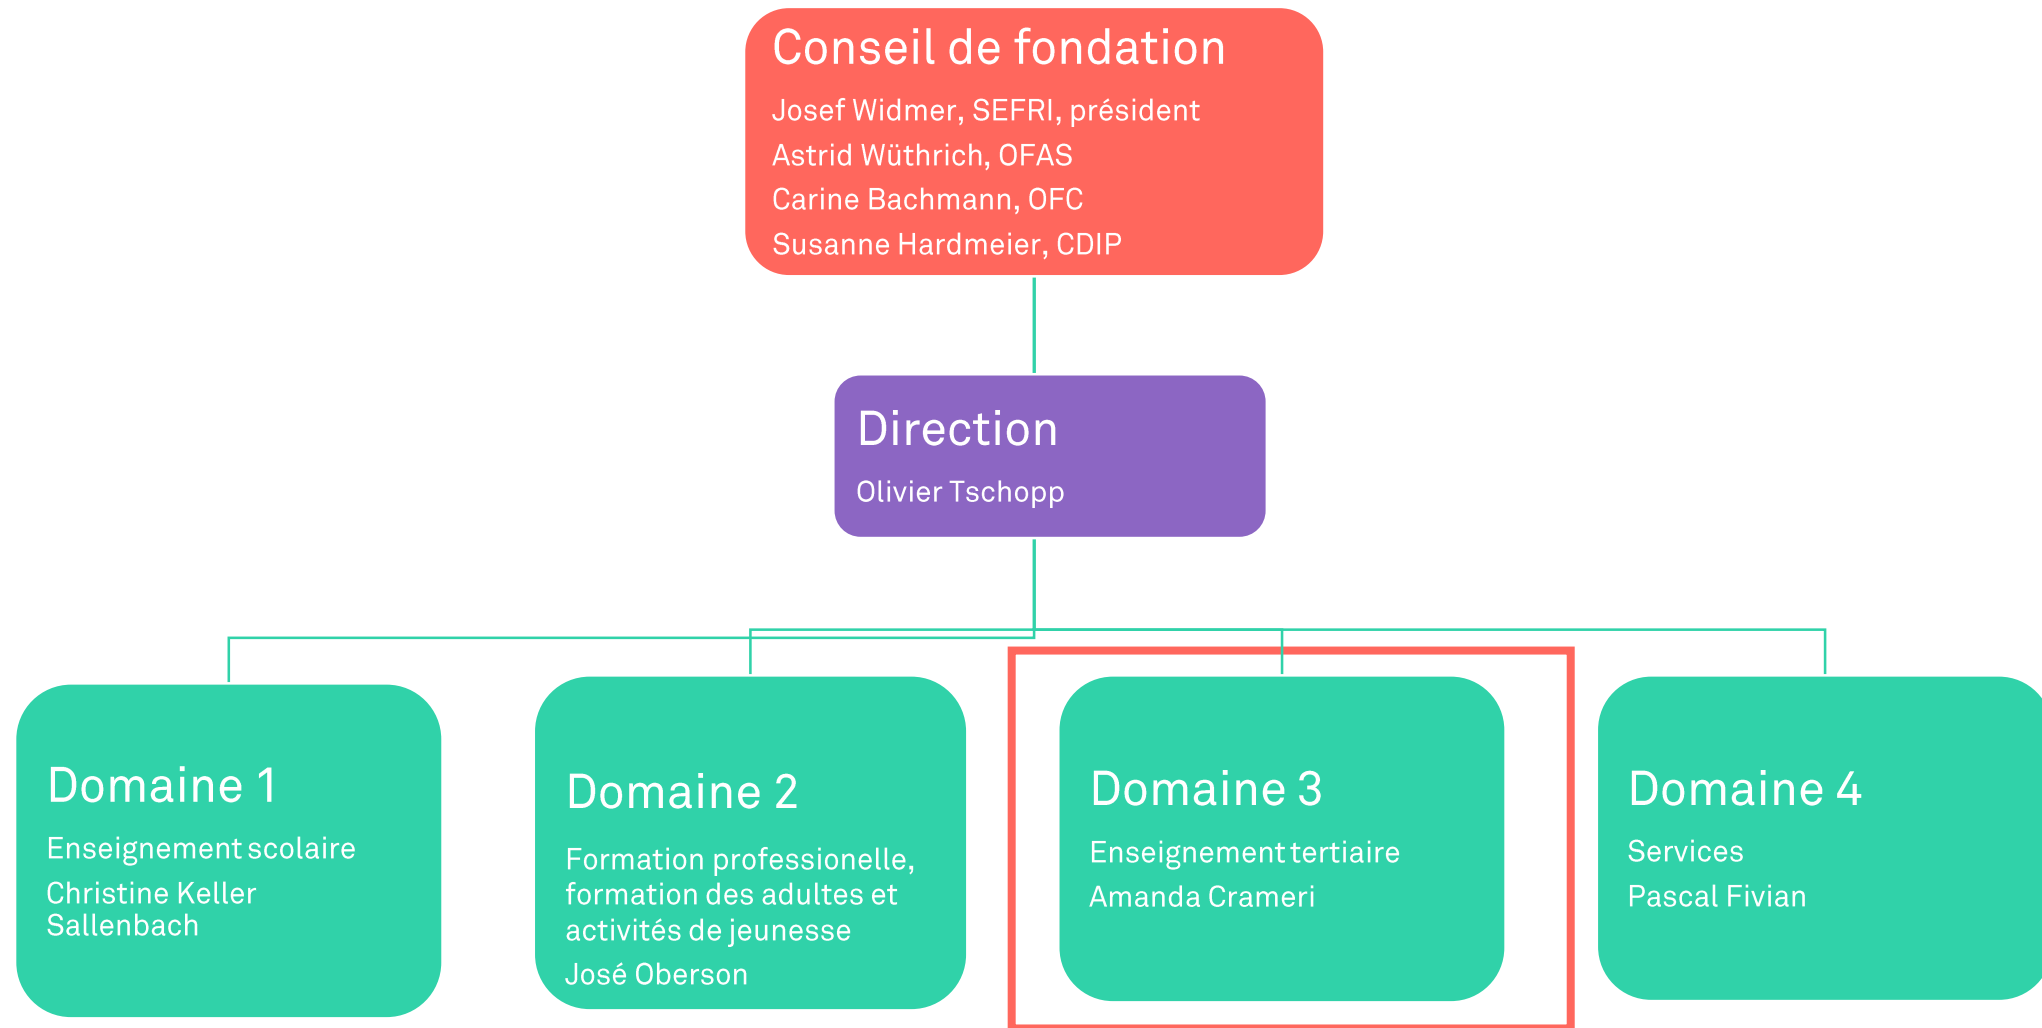 Conseil de fondation
Josef Widmer, SEFRI, président
Astrid Wüthrich, OFAS
Carine Bachmann, OFC
Susanne Hardmeier, CDIP
Direction
Olivier Tschopp
Domaine 1
Enseignement scolaire
Christine Keller
Sallenbach
Domaine 2
Formation professionelle,
formation des adultes et
activités de jeunesse
José Oberson
Domaine 3
Enseignement tertiaire
Amanda Crameri
Domaine 4
Services
Pascal Fivian